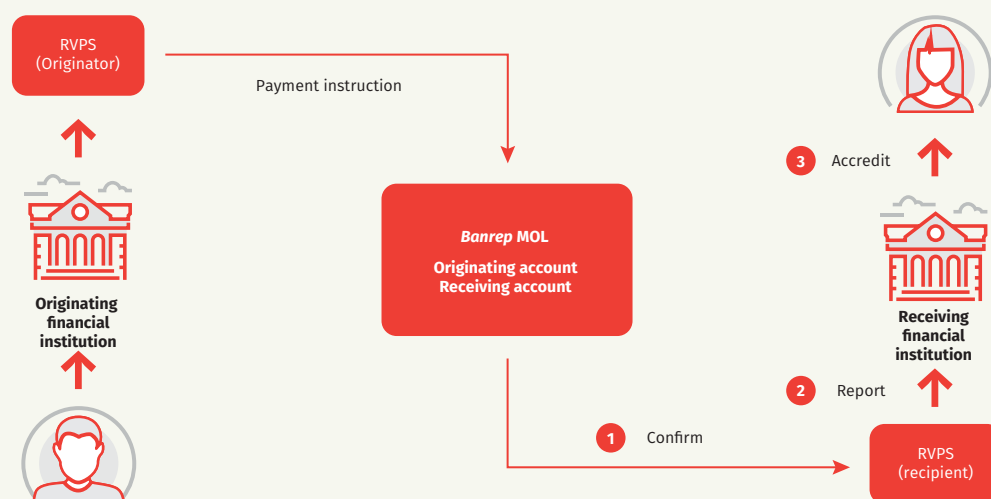 RVPS
(Originator)
Payment instruction
3 Accredit
Banrep MOL
Originating account
Receiving account
Originating
financial
institution
Receiving
financial
institution
2 Report
1 Confirm
RVPS
(recipient)